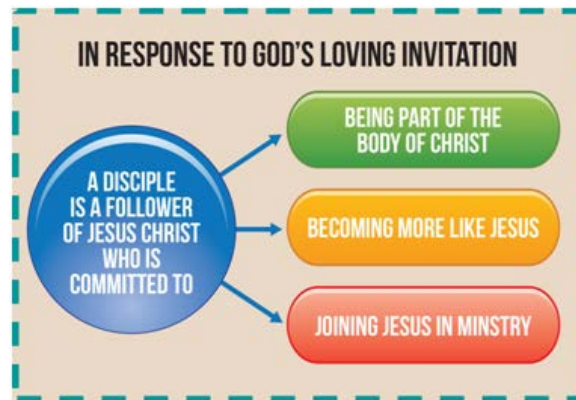 IN RESPONSE TO GOD'S LOVING INVITATION
A DISCIPLE
IS A FOLLOWER
OF JESUS CHRIST
WHO IS
COMMITTED TO
BEING PART OF THE
BODY OF CHRIST
BECOMING MORE LIKE JESUS
JOINING JESUS IN MINSTRY